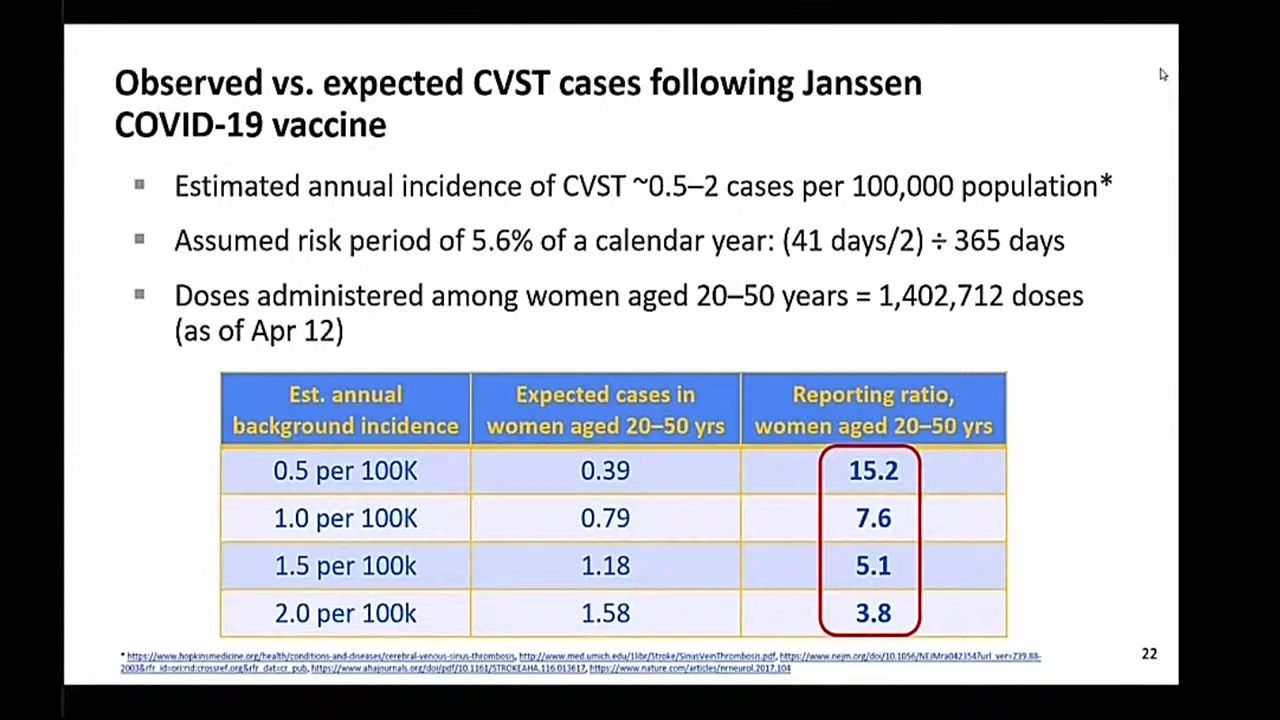 Observed vs. expected CVST cases following Janssen
COVID-19 vaccine
Estimated annual incidence of CVST ~0.5–2 cases per 100,000 population*
Assumed risk period of 5.6% of a calendar year: (41 days/2) ÷ 365 days
Doses administered among women aged 20–50 years = 1,402,712 doses
(as of Apr 12)
Est. annual background incidence
Expected cases in women aged 20–50 yrs
Reporting ratio, women aged 20–50 yrs
0.5 per 100K 0.39 15.2
1.0 per 100K 0.79 7.6
1.5 per 100k 1.18 5.1
2.0 per 100k 1.58 3.8
* https://www.hopkinsmedicine.org/health/conditions-and-diseases/cerebral-venous-sinus-thrombosis, http://www.med.umich.edu/1libr/Stroke/SinusVeinThrombosis.pdf, https://www.nejm.org/doi/10.1056/NEJMra042354?url_ver=Z39.88-
2003&rfr_id=ori:rid:crossref.org&rfr_dat=cr_pub, https://www.ahajournals.org/doi/pdf/10.1161/STROKEAHA.116.013617, https://www.nature.com/articles/nrneurol.2017.104
22